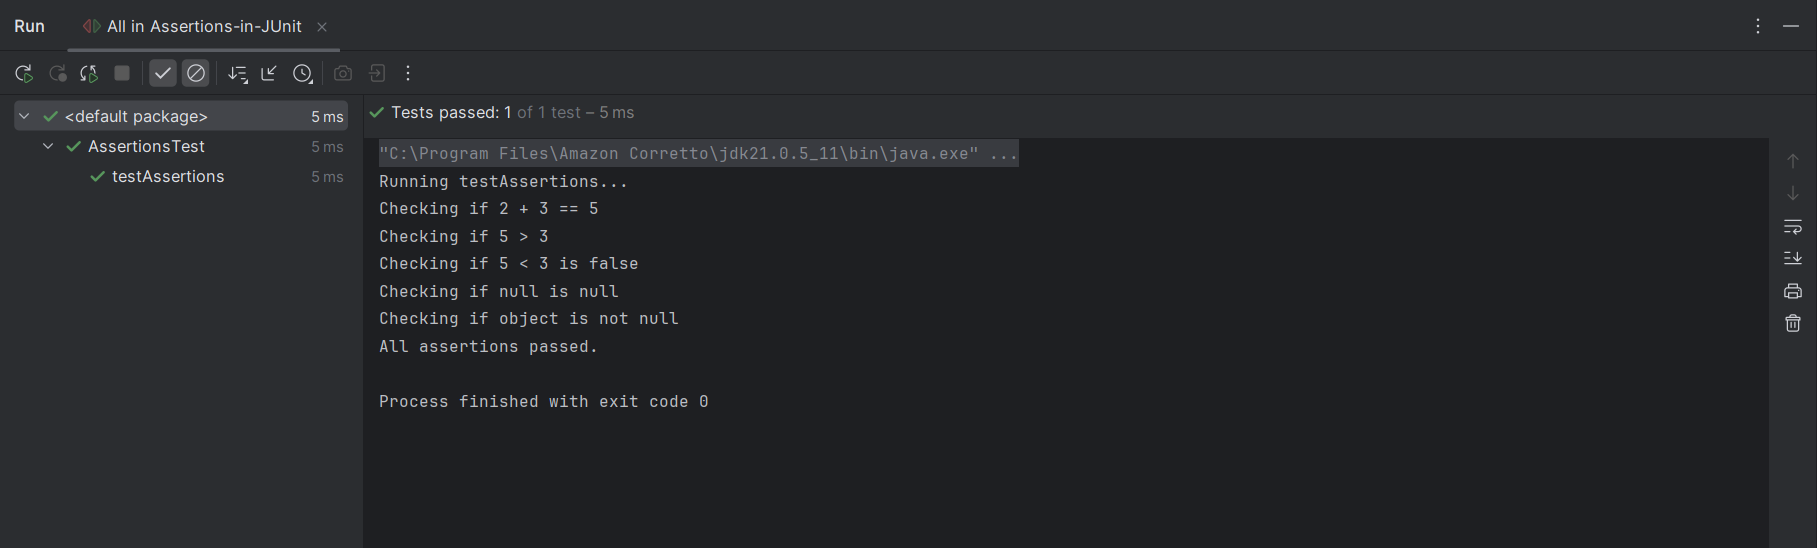 Run All in Assertions-in-JUnit
<default package> 5 ms
AssertionsTest 5 ms
testAssertions 5 ms
Tests passed: 1 of 1 test – 5 ms
"C:\Program Files\Amazon Corretto\jdk21.0.5_11\bin\java.exe" ...
Running testAssertions...
Checking if 2 + 3 == 5
Checking if 5 > 3
Checking if 5 < 3 is false
Checking if null is null
Checking if object is not null
All assertions passed.
Process finished with exit code 0